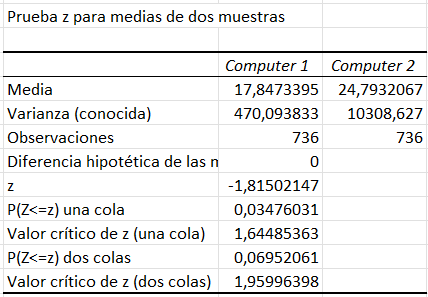 Prueba z para medias de dos muestras
Computer 1 Computer 2
Media 17,8473395 24,7932067
Varianza (conocida) 470,093833 10308,627
Observaciones 736 736
Diferencia hipotética de las m 0
z -1,81502147
P(Z<=z) una cola 0,03476031
Valor crítico de z (una cola) 1,64485363
P(Z<=z) dos colas 0,06952061
Valor crítico de z (dos colas) 1,95996398